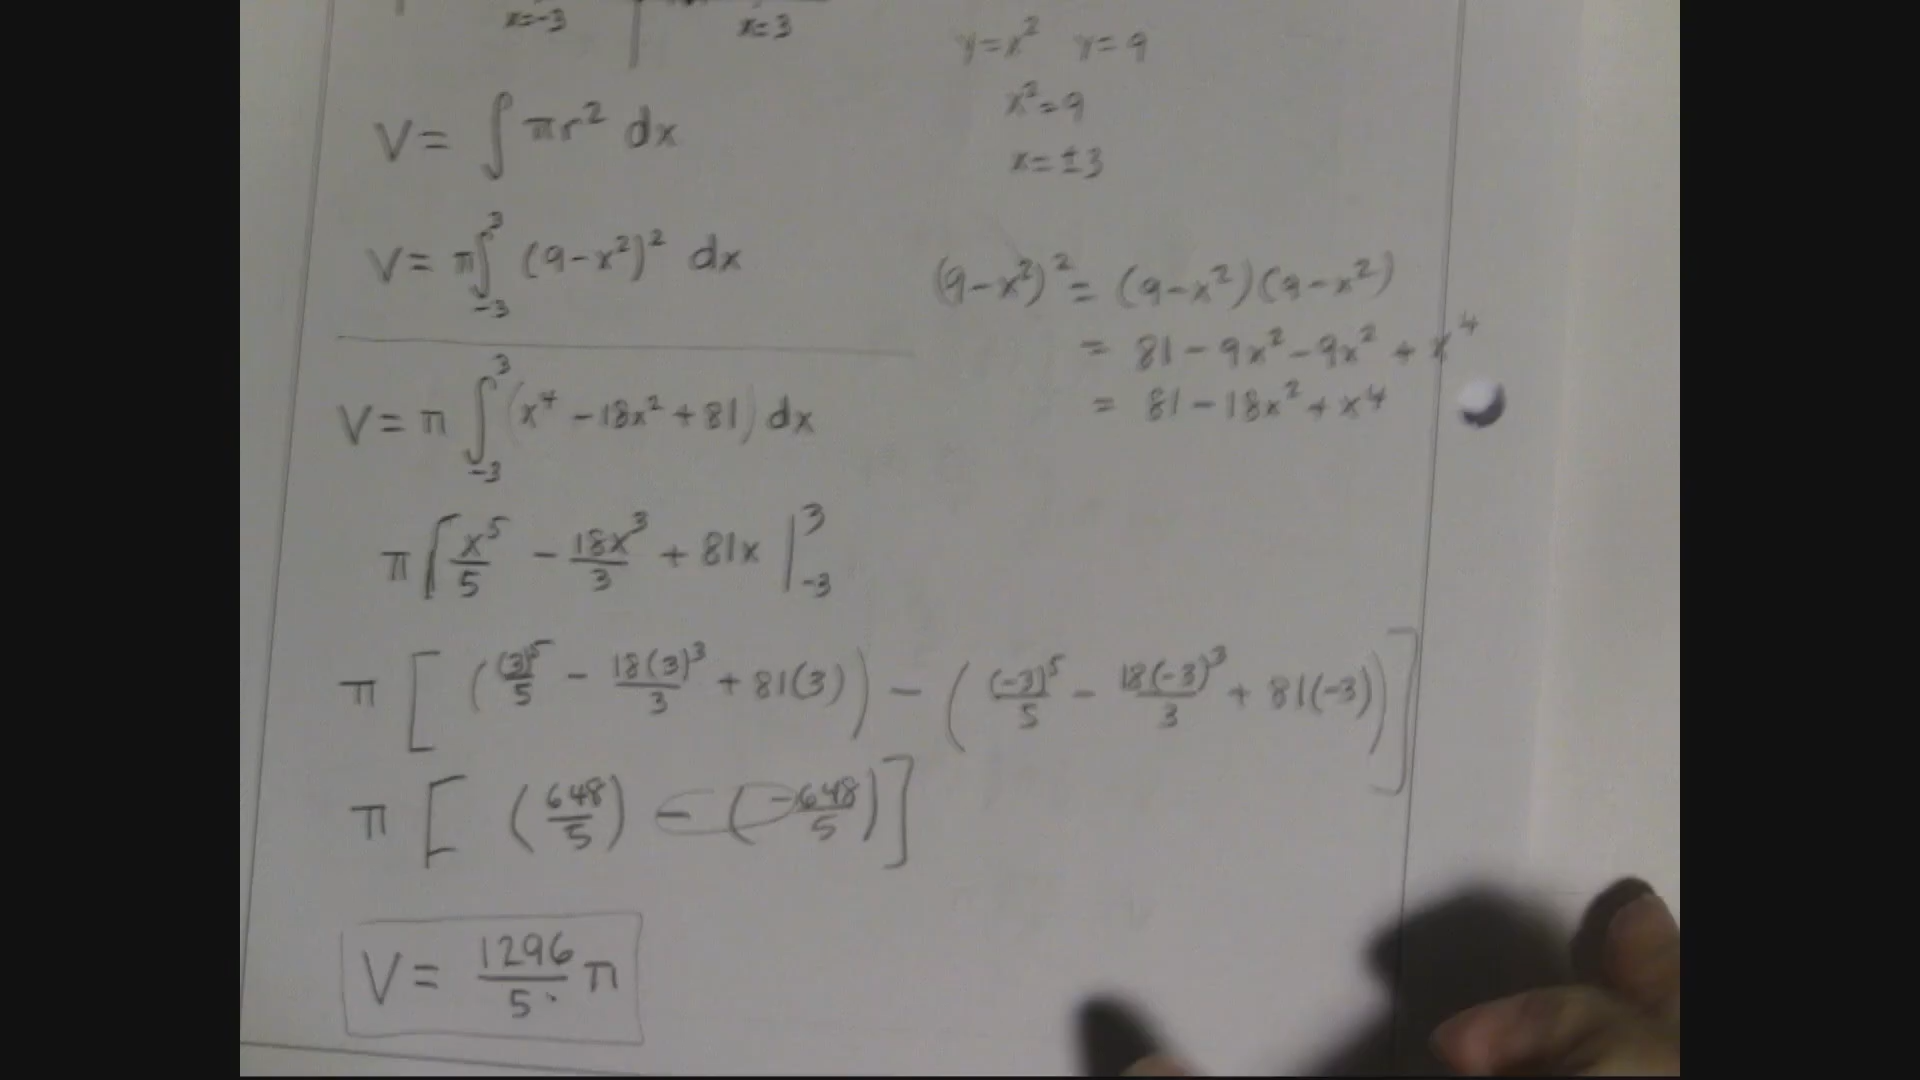 x=-3 x=3
y=x² y=9
x²=9
x=±3
V= ∫ πr² dx
V= π∫₋₃³ (9-x²)² dx
(9-x²)² = (9-x²)(9-x²)
= 81-9x²-9x²+x⁴
= 81-18x²+x⁴
V= π ∫₋₃³ (x⁴-18x²+81) dx
π[x⁵/5 - 18x³/3 + 81x |₋₃³
π[((3)⁵/5 - 18(3)³/3 + 81(3)) - ((-3)⁵/5 - 18(-3)³/3 + 81(-3))]
π[(648/5) - (-648/5)]
V= 1296/5 π